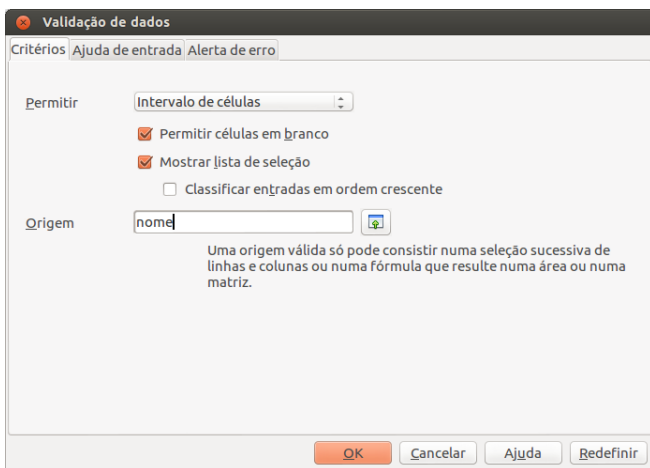 Validação de dados
Critérios Ajuda de entrada Alerta de erro
Permitir Intervalo de células
Permitir células em branco
Mostrar lista de seleção
Classificar entradas em ordem crescente
Origem nome
Uma origem válida só pode consistir numa seleção sucessiva de
linhas e colunas ou numa fórmula que resulte numa área ou numa
matriz.
OK Cancelar Ajuda Redefinir